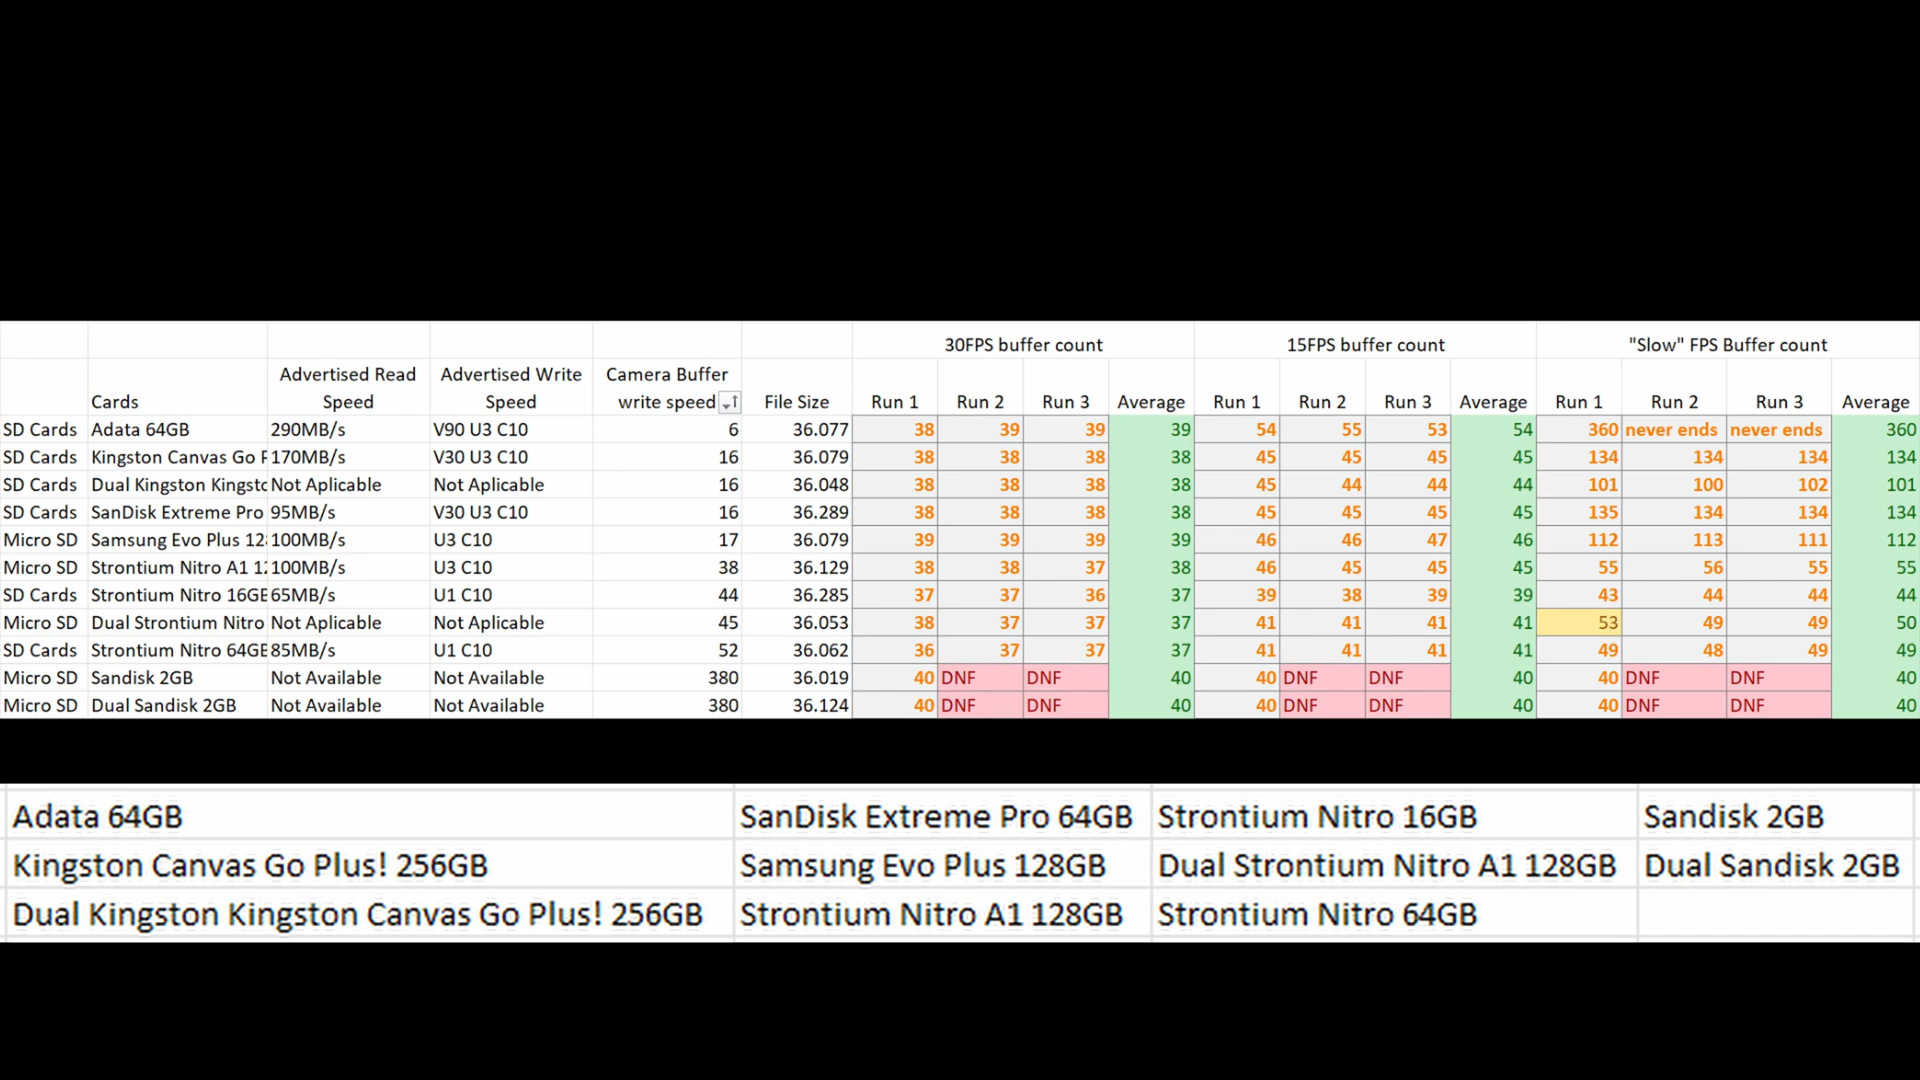 30FPS buffer count 15FPS buffer count "Slow" FPS Buffer count
Cards Advertised Read Speed Advertised Write Speed Camera Buffer write speed File Size Run 1 Run 2 Run 3 Average Run 1 Run 2 Run 3 Average Run 1 Run 2 Run 3 Average
SD Cards Adata 64GB 290MB/s V90 U3 C10 6 36.077 38 39 39 39 54 55 53 54 360 never ends never ends 360
SD Cards Kingston Canvas Go P 170MB/s V30 U3 C10 16 36.079 38 38 38 38 45 45 45 45 134 134 134 134
SD Cards Dual Kingston Kingsto Not Aplicable Not Aplicable 16 36.048 38 38 38 38 45 44 44 44 101 100 102 101
SD Cards SanDisk Extreme Pro 95MB/s V30 U3 C10 16 36.289 38 38 38 38 45 45 45 45 135 134 134 134
Micro SD Samsung Evo Plus 12 100MB/s U3 C10 17 36.079 39 39 39 39 46 46 47 46 112 113 111 112
Micro SD Strontium Nitro A1 12 100MB/s U3 C10 38 36.129 38 38 37 38 46 45 45 45 55 56 55 55
SD Cards Strontium Nitro 16GB 65MB/s U1 C10 44 36.285 37 37 36 37 39 38 39 39 43 44 44 44
Micro SD Dual Strontium Nitro Not Aplicable Not Aplicable 45 36.053 38 37 37 37 41 41 41 41 53 49 49 50
SD Cards Strontium Nitro 64GB 85MB/s U1 C10 52 36.062 36 37 37 37 41 41 41 41 49 48 49 49
Micro SD Sandisk 2GB Not Available Not Available 380 36.019 40 DNF DNF 40 40 DNF DNF 40 40 DNF DNF 40
Micro SD Dual Sandisk 2GB Not Available Not Available 380 36.124 40 DNF DNF 40 40 DNF DNF 40 40 DNF DNF 40
Adata 64GB SanDisk Extreme Pro 64GB Strontium Nitro 16GB Sandisk 2GB
Kingston Canvas Go Plus! 256GB Samsung Evo Plus 128GB Dual Strontium Nitro A1 128GB Dual Sandisk 2GB
Dual Kingston Kingston Canvas Go Plus! 256GB Strontium Nitro A1 128GB Strontium Nitro 64GB